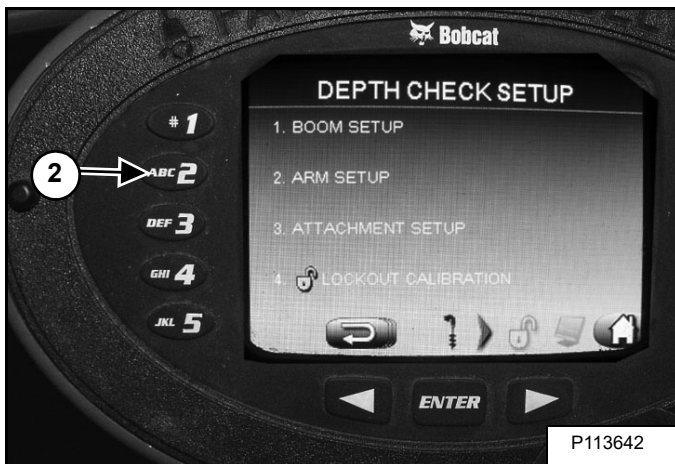 Bobcat
DEPTH CHECK SETUP
1. BOOM SETUP
2. ARM SETUP
3. ATTACHMENT SETUP
4. LOCKOUT CALIBRATION
# 1
ABC 2
DEF 3
GHI 4
JKL 5
2
ENTER
P113642